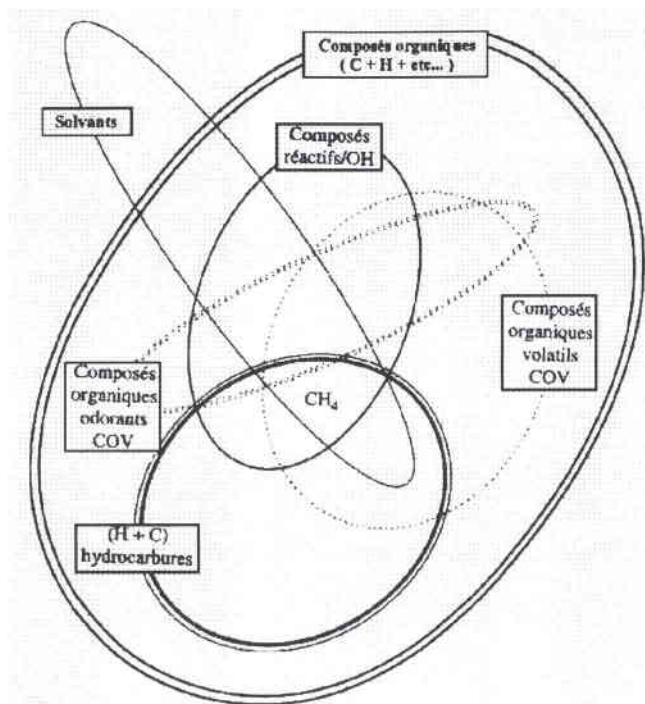 Composés organiques
( C + H + etc... )
Solvants
Composés
réactifs/OH
Composés
organiques
volatils
COV
Composés
organiques
odorants
COV
CH₄
(H + C)
hydrocarbures